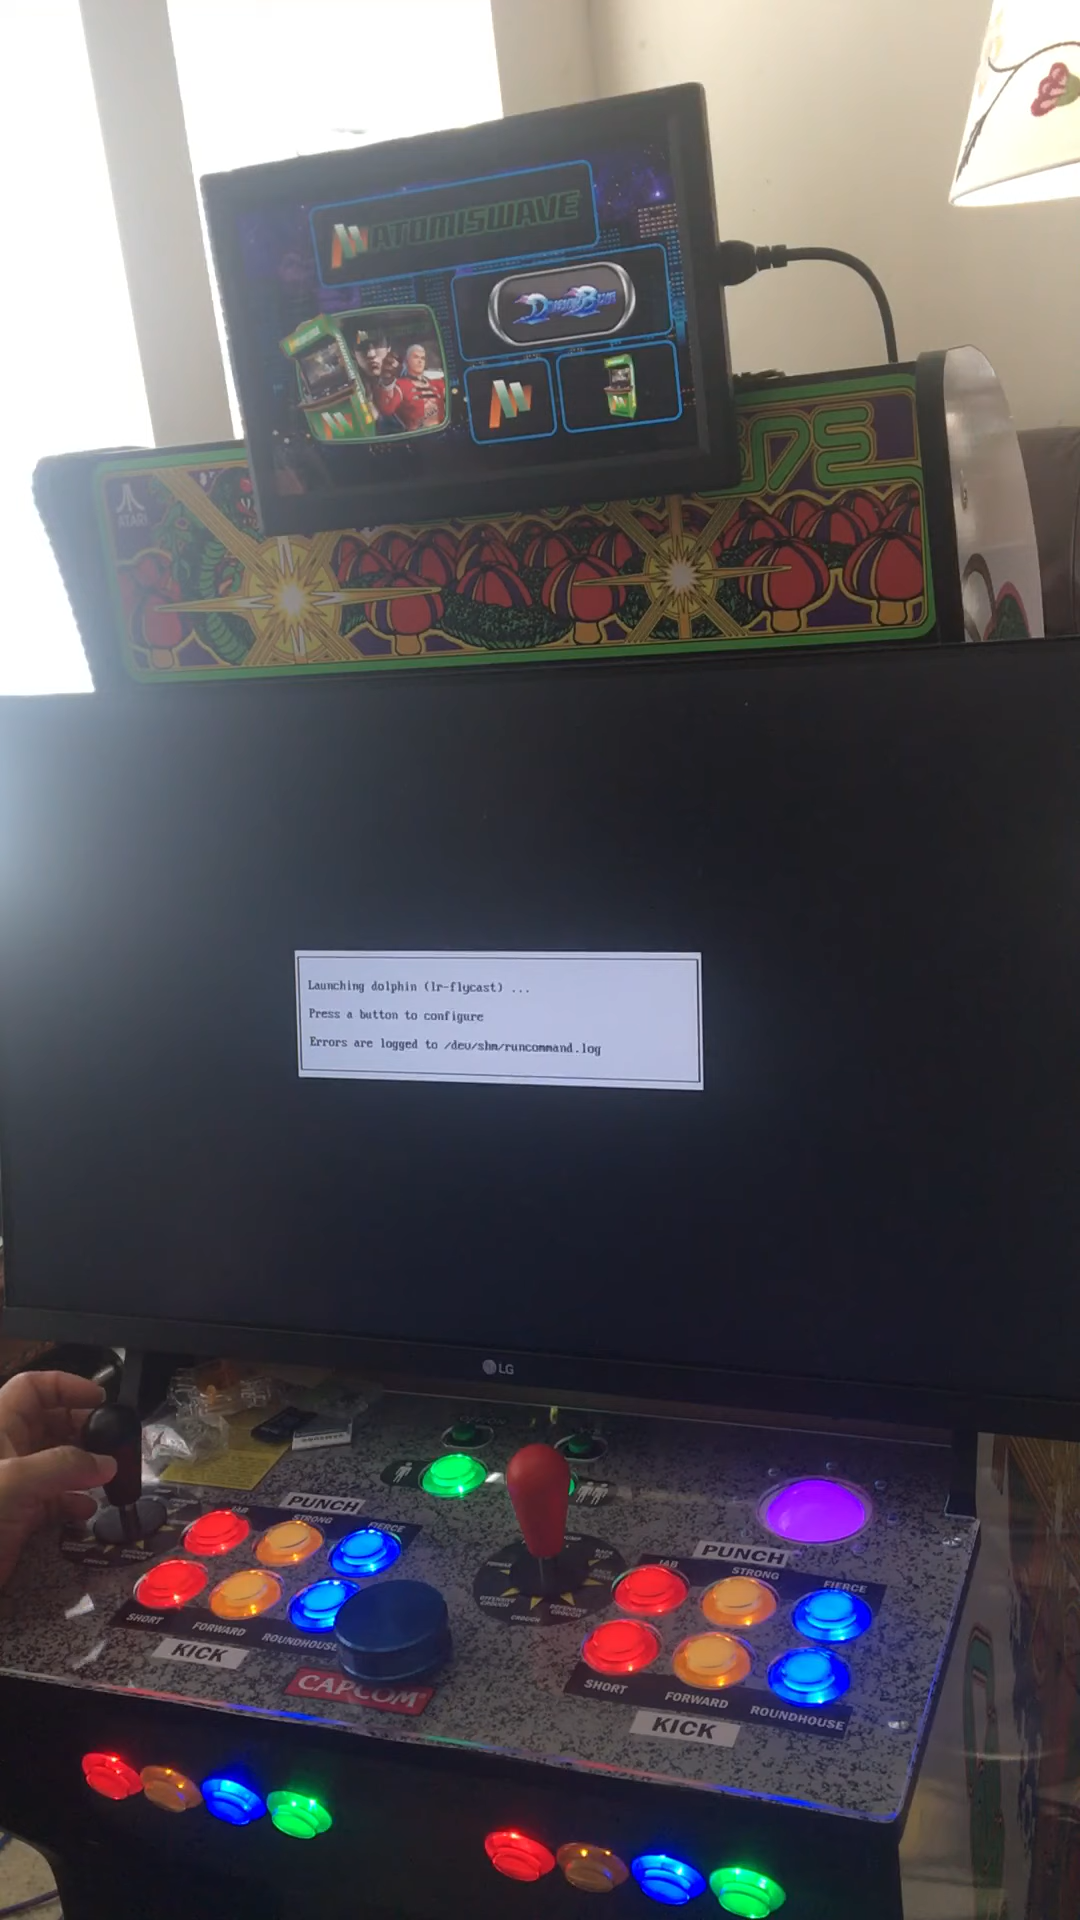 ATOMISWAVE
ATARI
Launching dolphin (lr-flycast) ...
Press a button to configure
Errors are logged to /dev/shm/runcommand.log
LG
PUNCH
JAB
STRONG
FIERCE
SHORT
FORWARD
ROUNDHOUSE
KICK
CAPCOM
PUNCH
JAB
STRONG
FIERCE
CROUCH
SHORT
FORWARD
ROUNDHOUSE
KICK